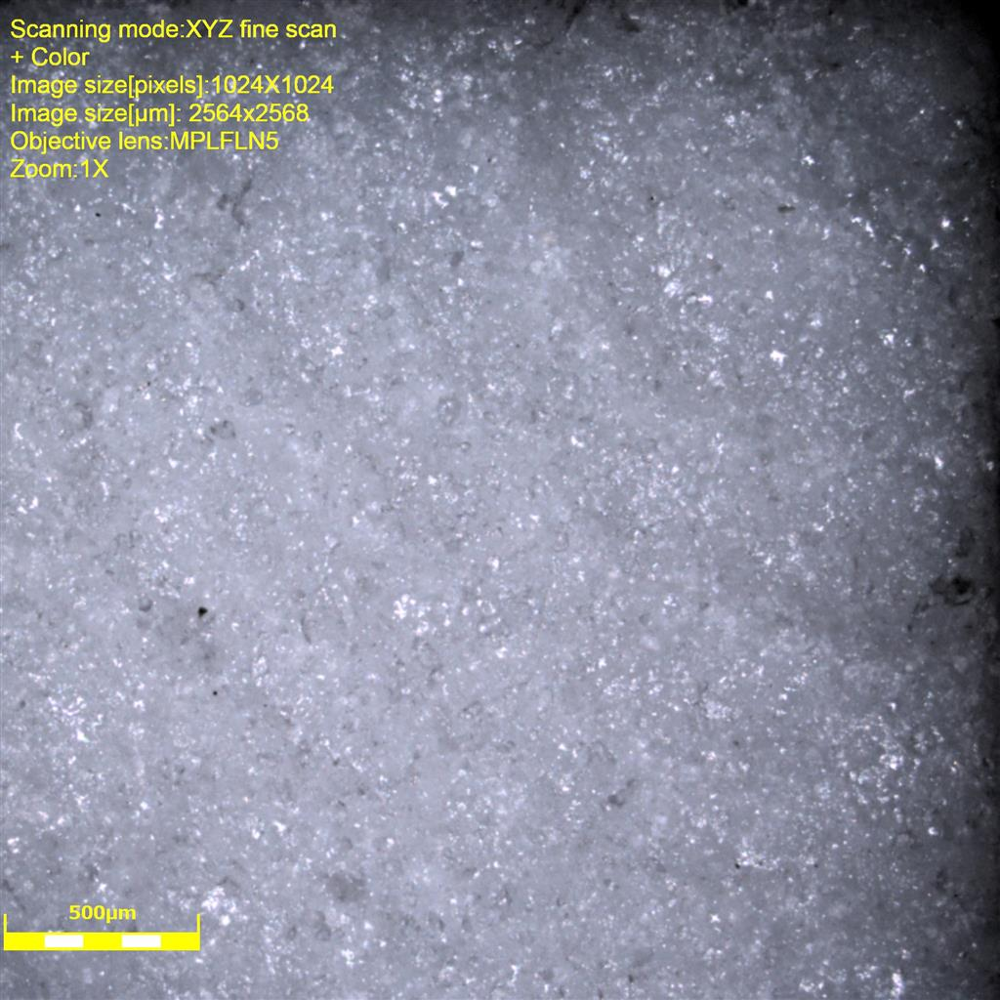 Scanning mode:XYZ fine scan
+ Color
Image size[pixels]:1024X1024
Image size[µm]: 2564x2568
Objective lens:MPLFLN5
Zoom:1X
500µm